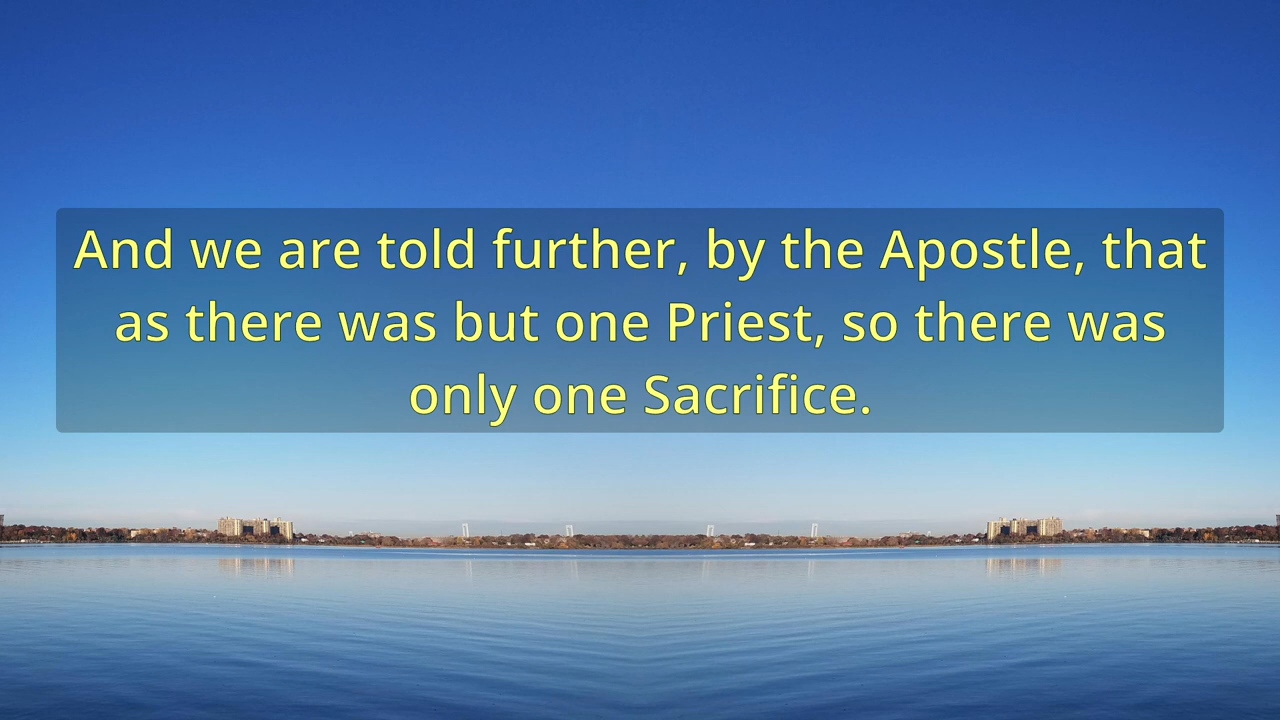 And we are told further, by the Apostle, that
as there was but one Priest, so there was
only one Sacrifice.